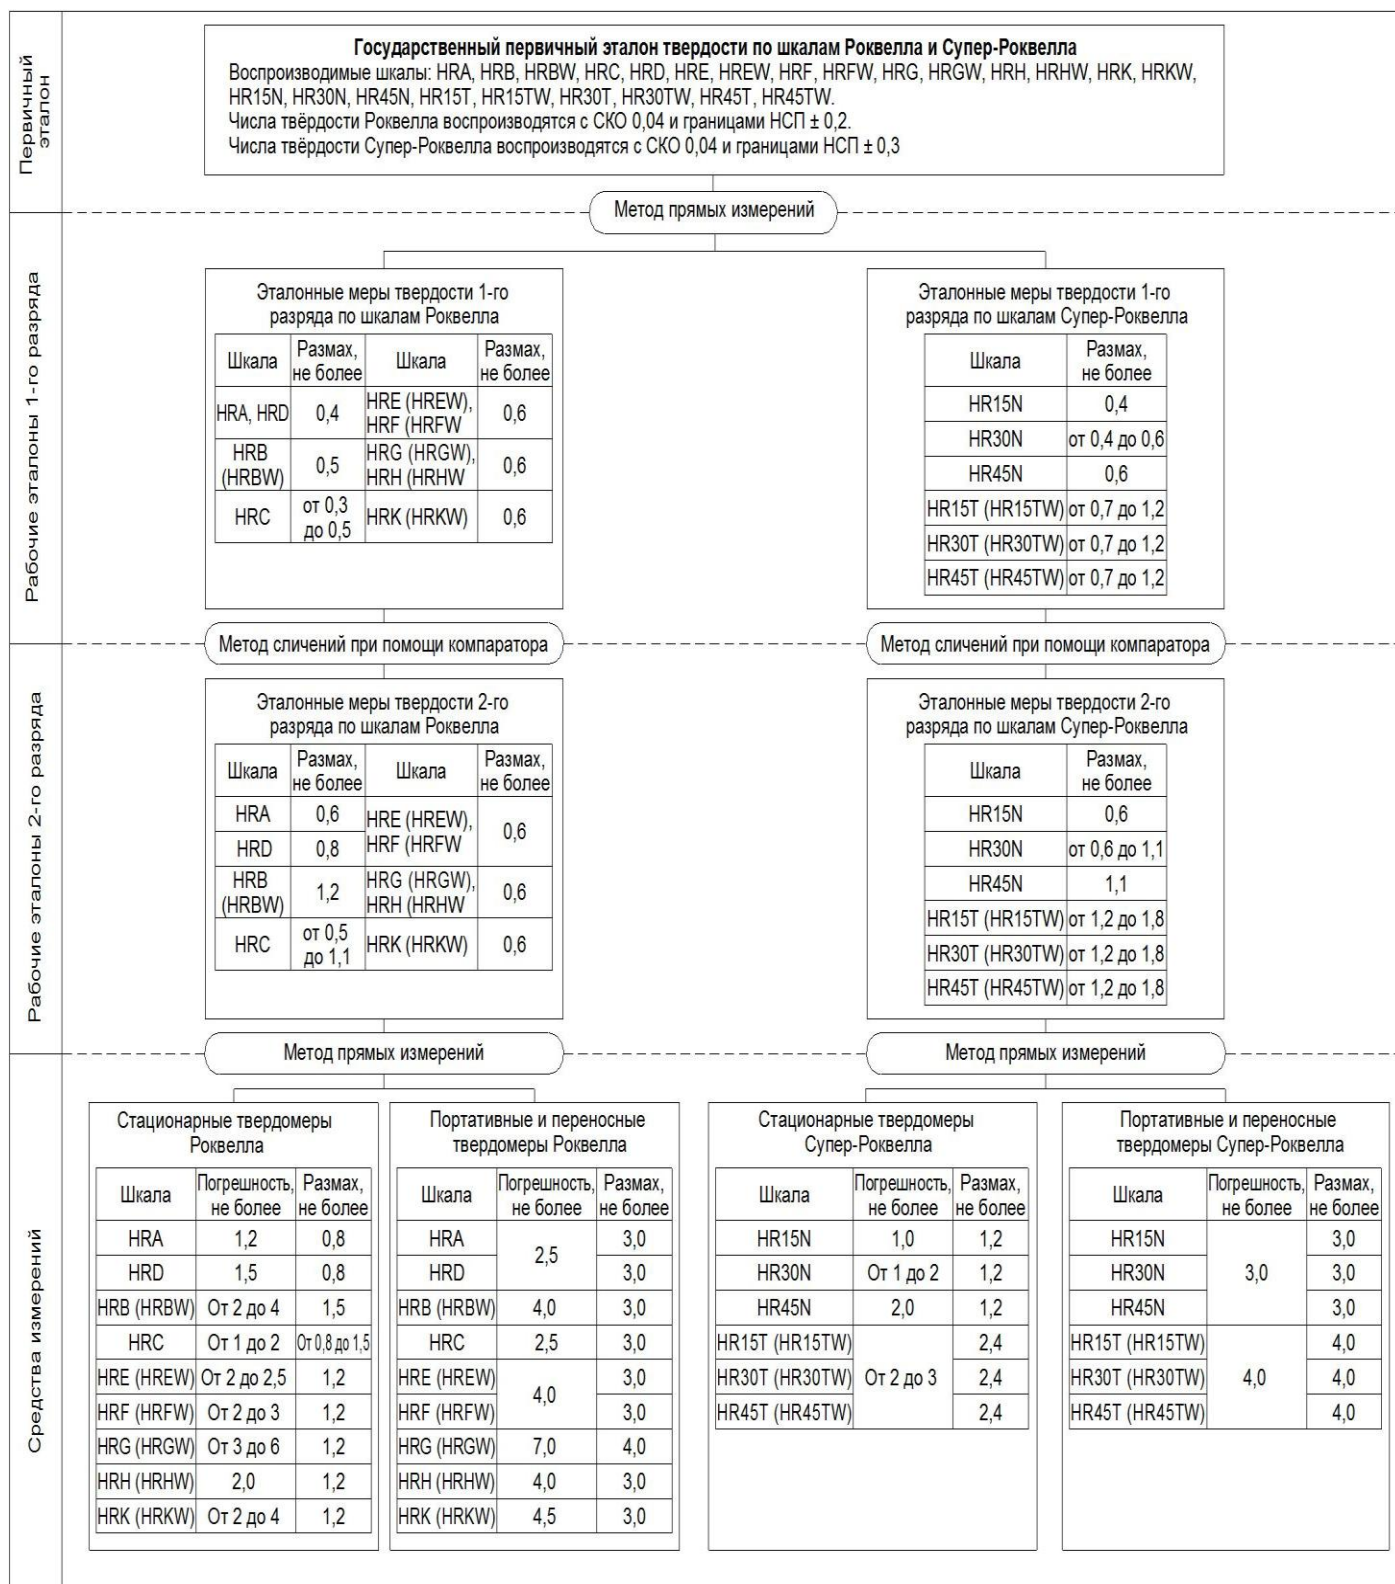 Первичный
эталон
Государственный первичный эталон твердости по шкалам Роквелла и Супер-Роквелла
Воспроизводимые шкалы: HRA, HRB, HRBW, HRC, HRD, HRE, HREW, HRF, HRFW, HRG, HRGW, HRH, HRHW, HRK, HRKW,
HR15N, HR30N, HR45N, HR15T, HR15TW, HR30T, HR30TW, HR45T, HR45TW.
Числа твёрдости Роквелла воспроизводятся с СКО 0,04 и границами НСП ± 0,2.
Числа твёрдости Супер-Роквелла воспроизводятся с СКО 0,04 и границами НСП ± 0,3
Метод прямых измерений
Рабочие эталоны 1-го разряда
Эталонные меры твердости 1-го
разряда по шкалам Роквелла
Шкала Размах, не более Шкала Размах, не более
HRA, HRD 0,4 HRE (HREW), HRF (HRFW 0,6
HRB (HRBW) 0,5 HRG (HRGW), HRH (HRHW 0,6
HRC от 0,3 до 0,5 HRK (HRKW) 0,6
Эталонные меры твердости 1-го
разряда по шкалам Супер-Роквелла
Шкала Размах, не более
HR15N 0,4
HR30N от 0,4 до 0,6
HR45N 0,6
HR15T (HR15TW) от 0,7 до 1,2
HR30T (HR30TW) от 0,7 до 1,2
HR45T (HR45TW) от 0,7 до 1,2
Метод сличений при помощи компаратора
Метод сличений при помощи компаратора
Рабочие эталоны 2-го разряда
Эталонные меры твердости 2-го
разряда по шкалам Роквелла
Шкала Размах, не более Шкала Размах, не более
HRA 0,6 HRE (HREW), HRF (HRFW 0,6
HRD 0,8
HRB (HRBW) 1,2 HRG (HRGW), HRH (HRHW 0,6
HRC от 0,5 до 1,1 HRK (HRKW) 0,6
Эталонные меры твердости 2-го
разряда по шкалам Супер-Роквелла
Шкала Размах, не более
HR15N 0,6
HR30N от 0,6 до 1,1
HR45N 1,1
HR15T (HR15TW) от 1,2 до 1,8
HR30T (HR30TW) от 1,2 до 1,8
HR45T (HR45TW) от 1,2 до 1,8
Метод прямых измерений
Метод прямых измерений
Средства измерений
Стационарные твердомеры
Роквелла
Шкала Погрешность, не более Размах, не более
HRA 1,2 0,8
HRD 1,5 0,8
HRB (HRBW) От 2 до 4 1,5
HRC От 1 до 2 От 0,8 до 1,5
HRE (HREW) От 2 до 2,5 1,2
HRF (HRFW) От 2 до 3 1,2
HRG (HRGW) От 3 до 6 1,2
HRH (HRHW) 2,0 1,2
HRK (HRKW) От 2 до 4 1,2
Портативные и переносные
твердомеры Роквелла
Шкала Погрешность, не более Размах, не более
HRA 2,5 3,0
HRD 3,0
HRB (HRBW) 4,0 3,0
HRC 2,5 3,0
HRE (HREW) 4,0 3,0
HRF (HRFW) 3,0
HRG (HRGW) 7,0 4,0
HRH (HRHW) 4,0 3,0
HRK (HRKW) 4,5 3,0
Стационарные твердомеры
Супер-Роквелла
Шкала Погрешность, не более Размах, не более
HR15N 1,0 1,2
HR30N От 1 до 2 1,2
HR45N 2,0 1,2
HR15T (HR15TW) 2,4
HR30T (HR30TW) От 2 до 3 2,4
HR45T (HR45TW) 2,4
Портативные и переносные
твердомеры Супер-Роквелла
Шкала Погрешность, не более Размах, не более
HR15N 3,0
HR30N 3,0 3,0
HR45N 3,0
HR15T (HR15TW) 4,0
HR30T (HR30TW) 4,0 4,0
HR45T (HR45TW) 4,0